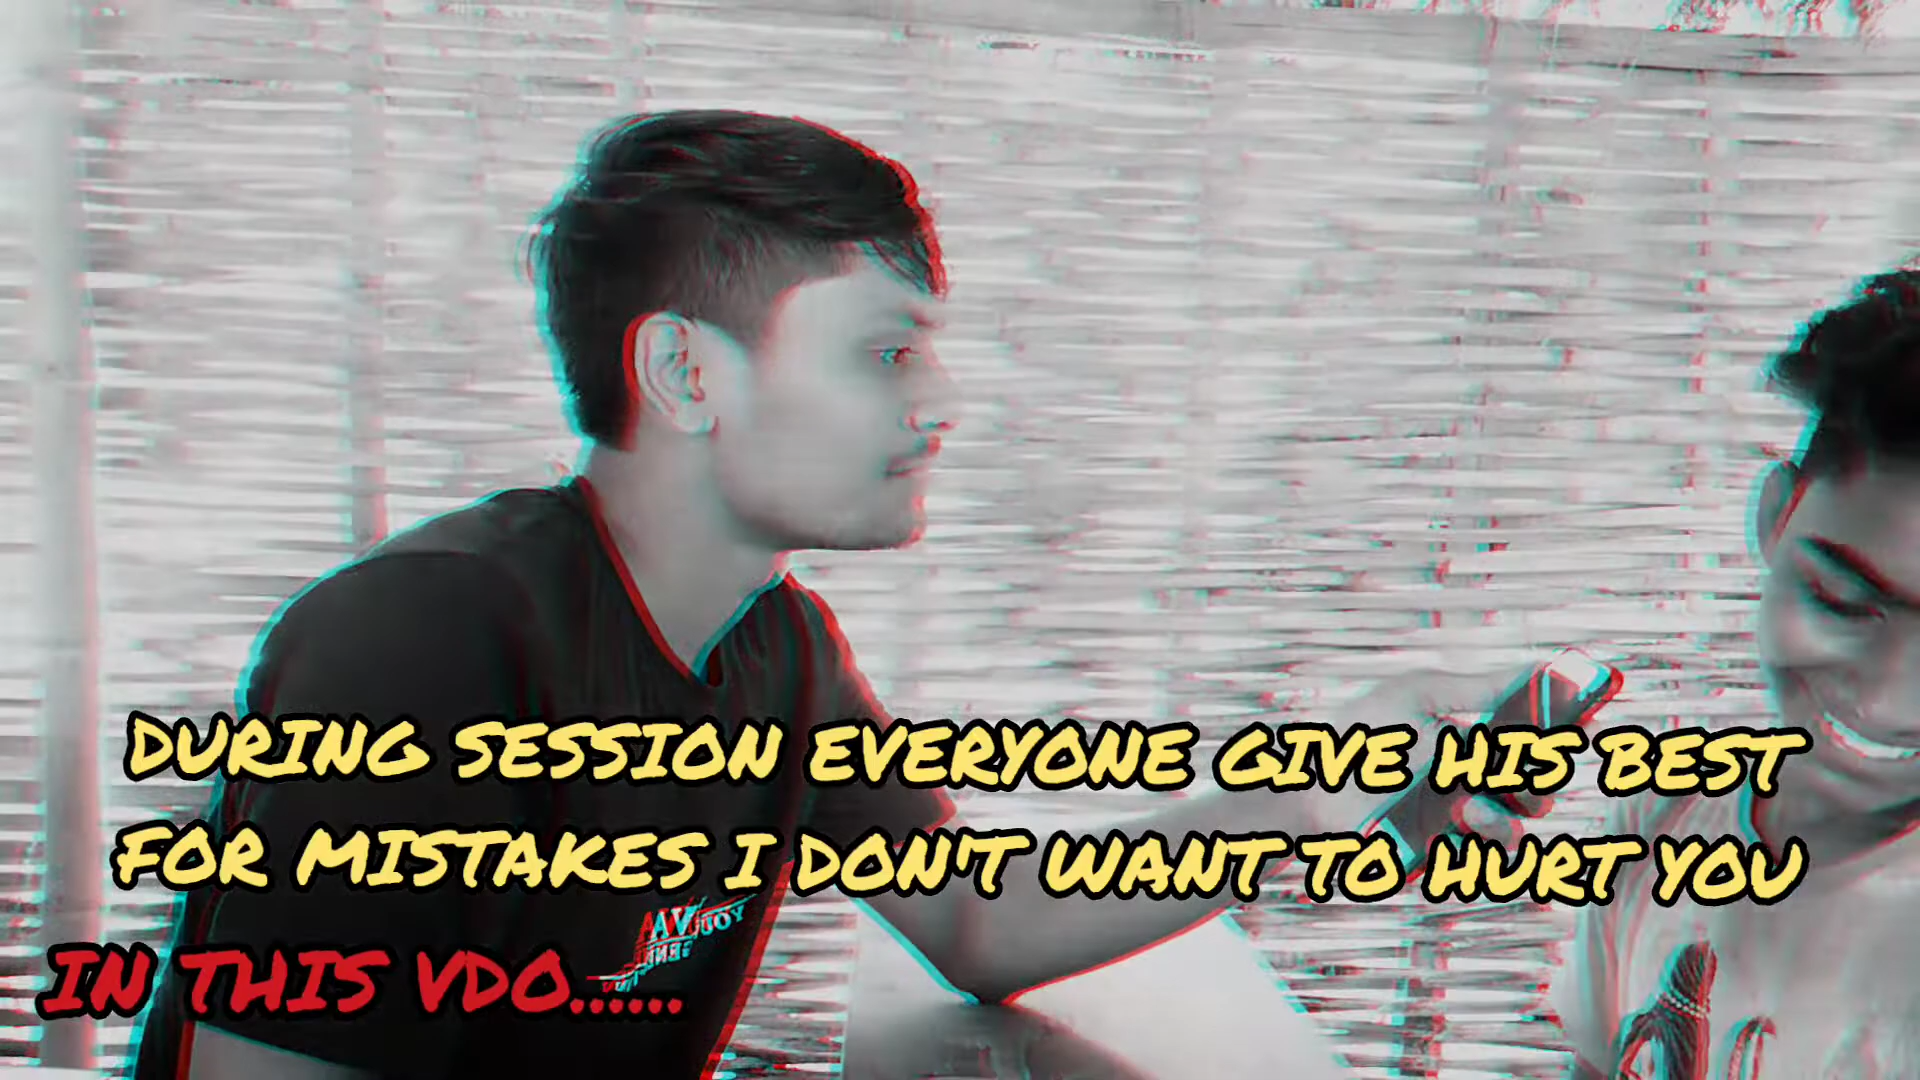 DURING SESSION EVERYONE GIVE HIS BEST
FOR MISTAKES I DON'T WANT TO HURT YOU
IN THIS VDO......